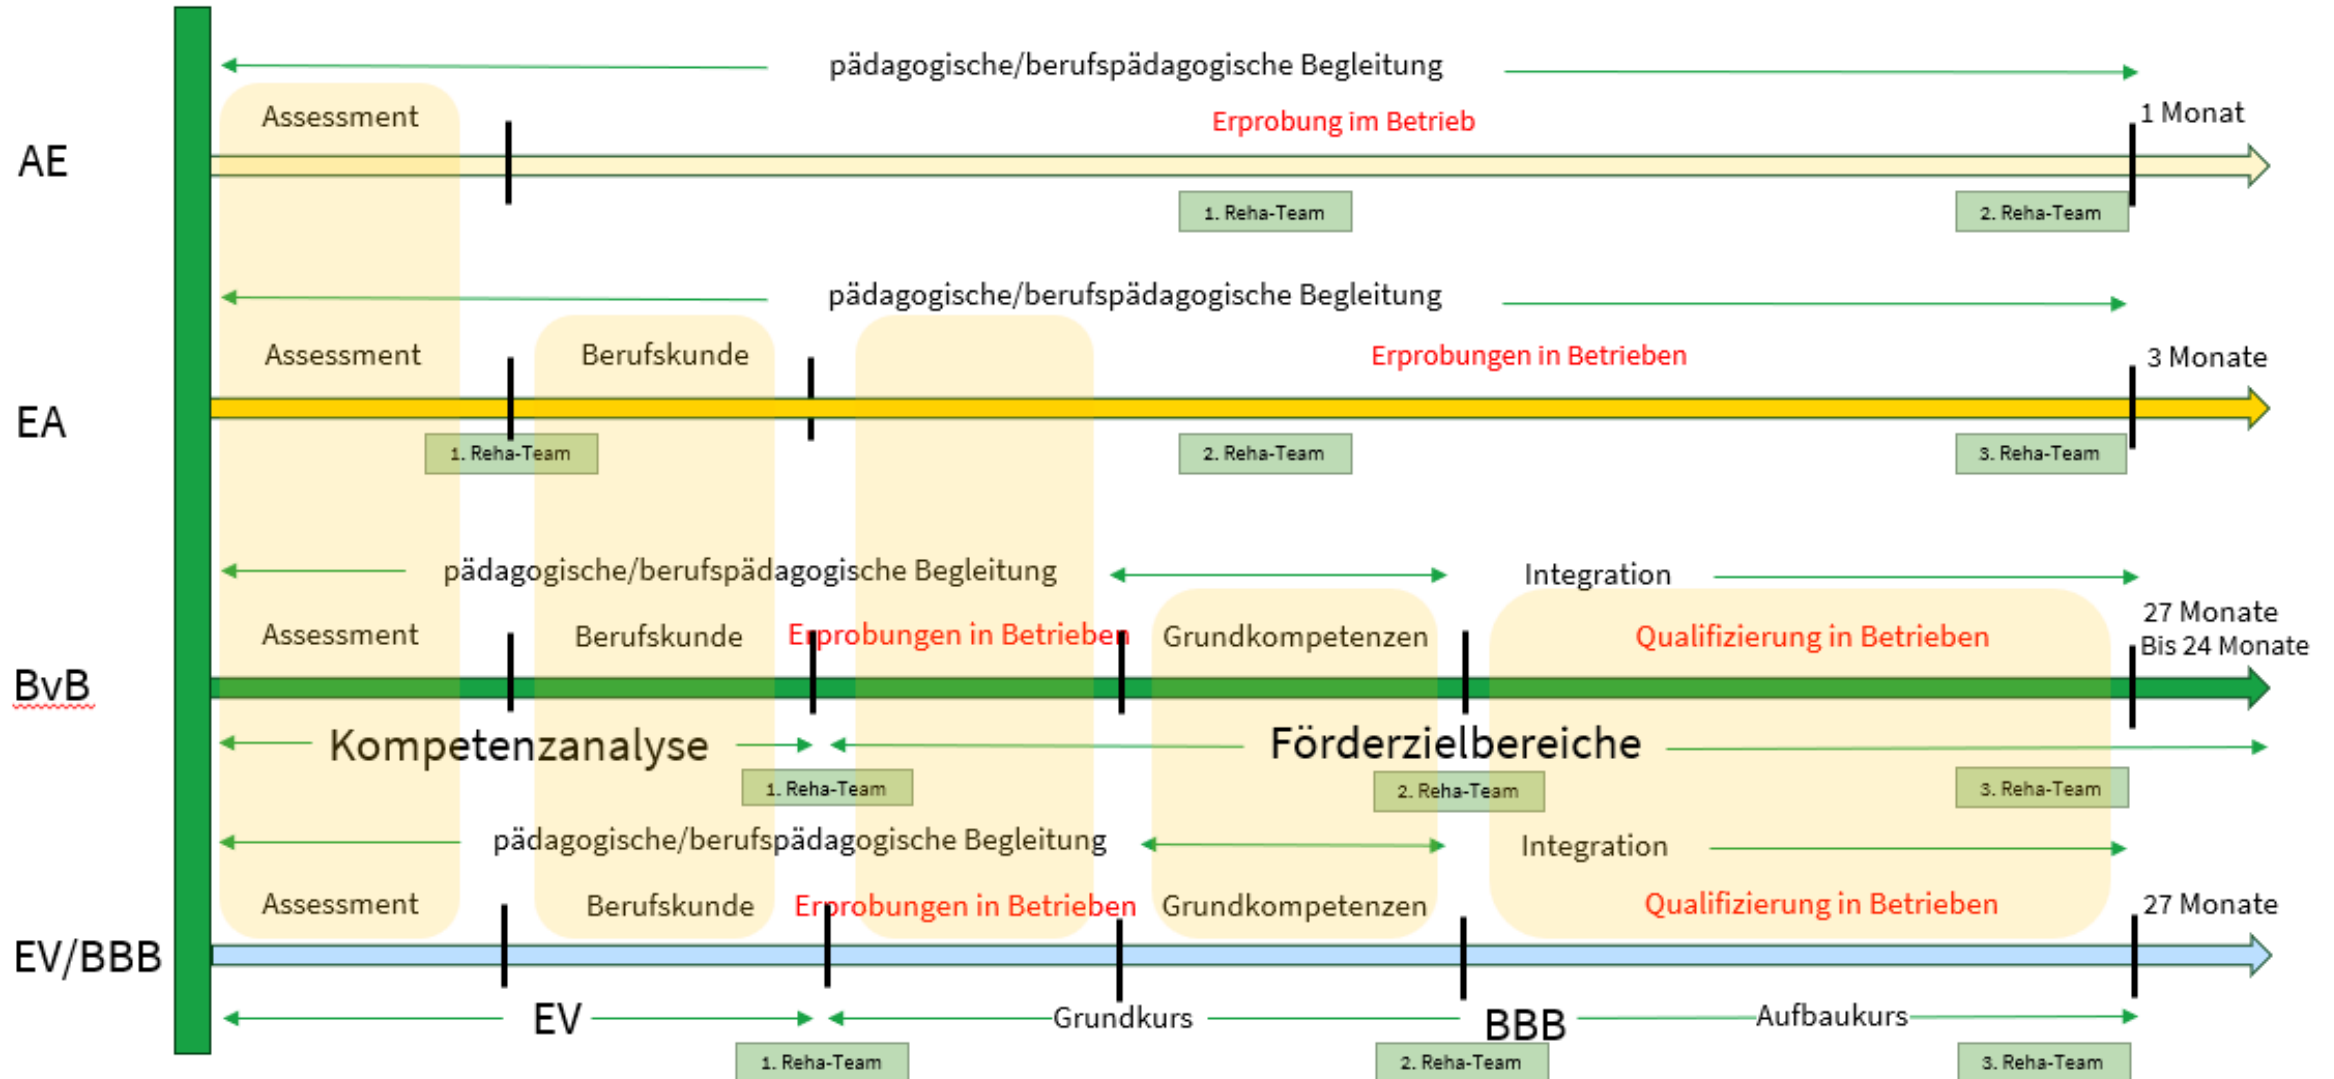 pädagogische/berufspädagogische Begleitung
Assessment
Erprobung im Betrieb
1 Monat
AE
1. Reha-Team
2. Reha-Team
pädagogische/berufspädagogische Begleitung
Assessment
Berufskunde
Erprobungen in Betrieben
3 Monate
EA
1. Reha-Team
2. Reha-Team
3. Reha-Team
pädagogische/berufspädagogische Begleitung
Integration
Assessment
Berufskunde
Erprobungen in Betrieben
Grundkompetenzen
Qualifizierung in Betrieben
27 Monate
Bis 24 Monate
BvB
Kompetenzanalyse
Förderzielbereiche
1. Reha-Team
2. Reha-Team
3. Reha-Team
pädagogische/berufspädagogische Begleitung
Integration
Assessment
Berufskunde
Erprobungen in Betrieben
Grundkompetenzen
Qualifizierung in Betrieben
27 Monate
EV/BBB
EV
Grundkurs
BBB
Aufbaukurs
1. Reha-Team
2. Reha-Team
3. Reha-Team